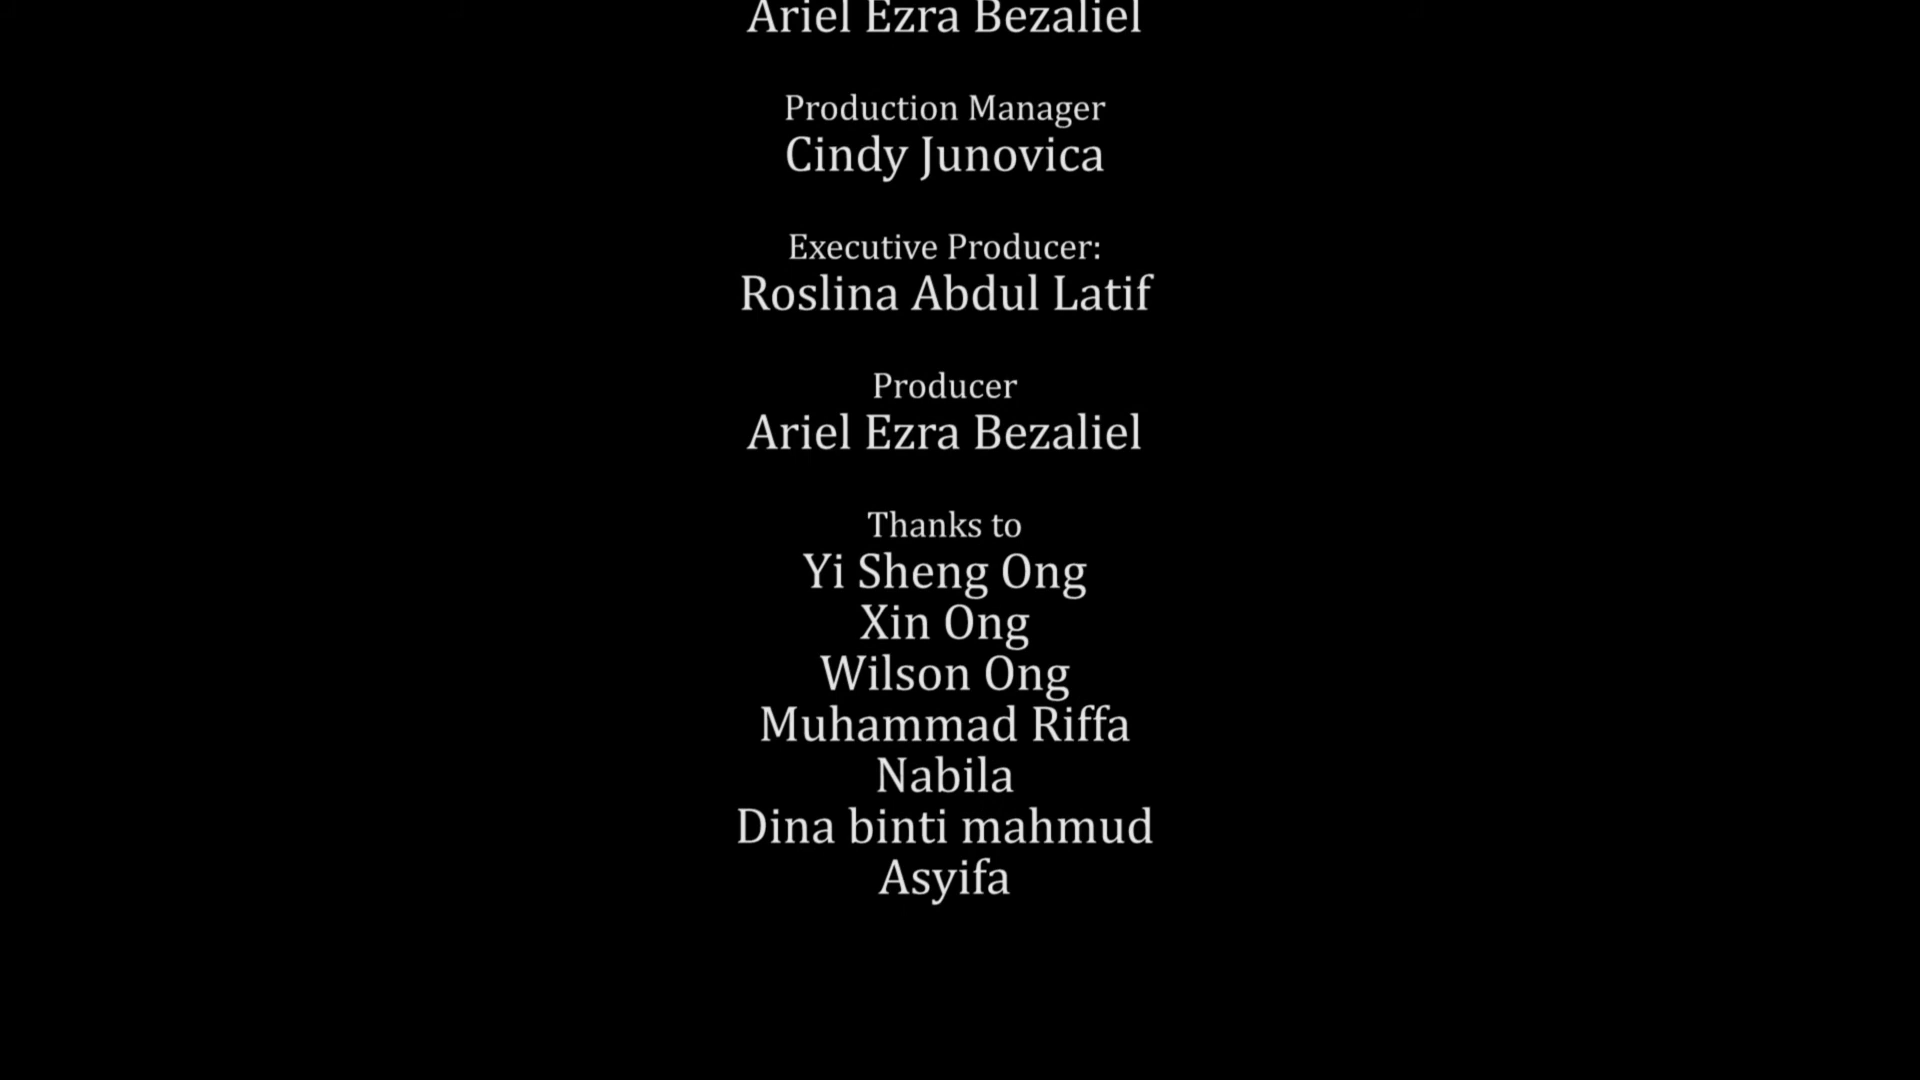 Ariel Ezra Bezaliel
Production Manager
Cindy Junovica
Executive Producer:
Roslina Abdul Latif
Producer
Ariel Ezra Bezaliel
Thanks to
Yi Sheng Ong
Xin Ong
Wilson Ong
Muhammad Riffa
Nabila
Dina binti mahmud
Asyifa